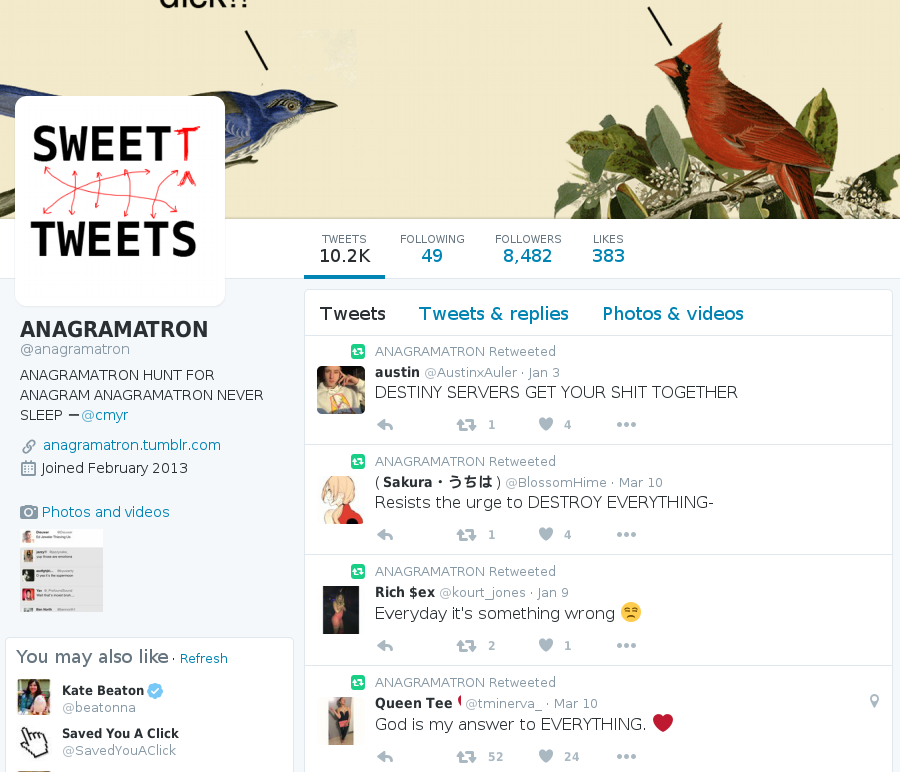 dick!!
SWEETT
TWEETS
TWEETS FOLLOWING FOLLOWERS LIKES
10.2K 49 8,482 383
ANAGRAMATRON
@anagramatron
ANAGRAMATRON HUNT FOR
ANAGRAM ANAGRAMATRON NEVER
SLEEP —@cmyr
anagramatron.tumblr.com
Joined February 2013
Photos and videos
You may also like · Refresh
Kate Beaton
@beatonna
Saved You A Click
@SavedYouAClick
Tweets Tweets & replies Photos & videos
ANAGRAMATRON Retweeted
austin @AustinxAuler · Jan 3
DESTINY SERVERS GET YOUR SHIT TOGETHER
1 4
ANAGRAMATRON Retweeted
( Sakura・うちは ) @BlossomHime · Mar 10
Resists the urge to DESTROY EVERYTHING-
1 4
ANAGRAMATRON Retweeted
Rich $ex @kourt_jones · Jan 9
Everyday it's something wrong 😒
2 1
ANAGRAMATRON Retweeted
Queen Tee @tminerva_ · Mar 10
God is my answer to EVERYTHING. ❤
52 24